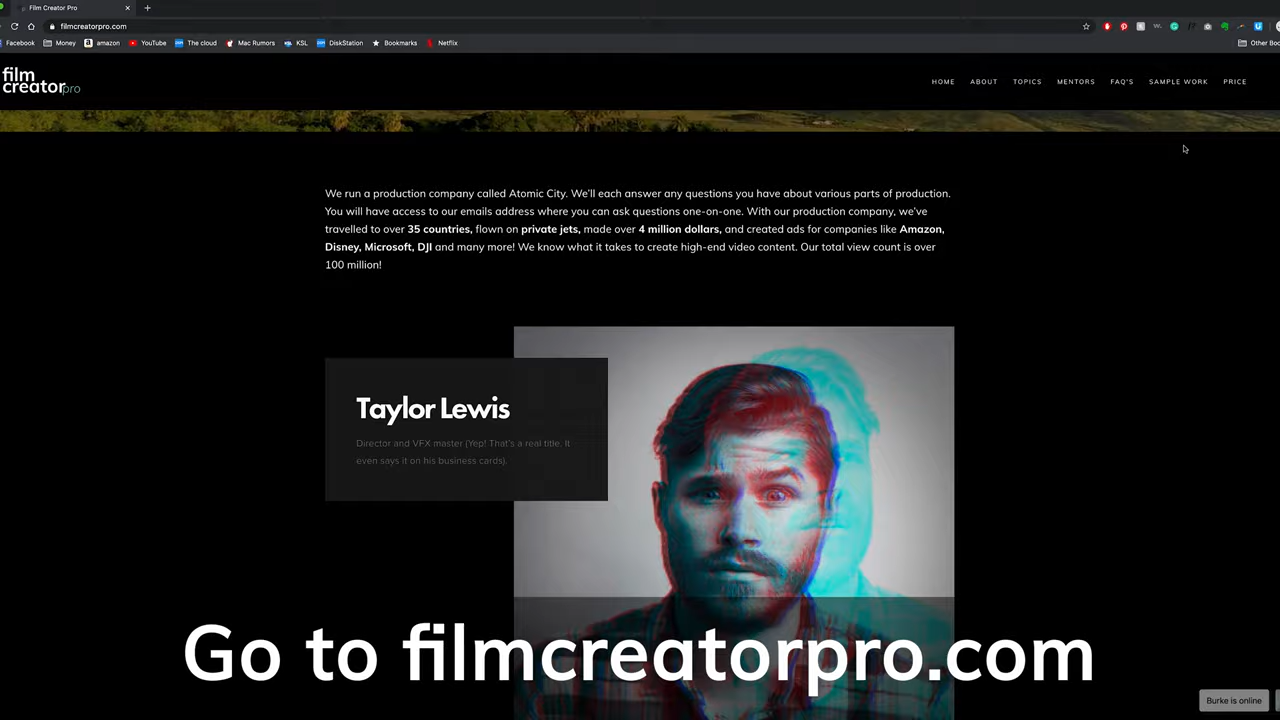 Film Creator Pro
filmcreatorpro.com
Facebook Money amazon YouTube The cloud Mac Rumors KSL DiskStation Bookmarks Netflix Other Boo
film
creatorpro
HOME ABOUT TOPICS MENTORS FAQ'S SAMPLE WORK PRICE
We run a production company called Atomic City. We'll each answer any questions you have about various parts of production.
You will have access to our emails address where you can ask questions one-on-one. With our production company, we've
travelled to over 35 countries, flown on private jets, made over 4 million dollars, and created ads for companies like Amazon,
Disney, Microsoft, DJI and many more! We know what it takes to create high-end video content. Our total view count is over
100 million!
Taylor Lewis
Director and VFX master (Yep! That's a real title. It
even says it on his business cards).
Go to filmcreatorpro.com
Burke is online